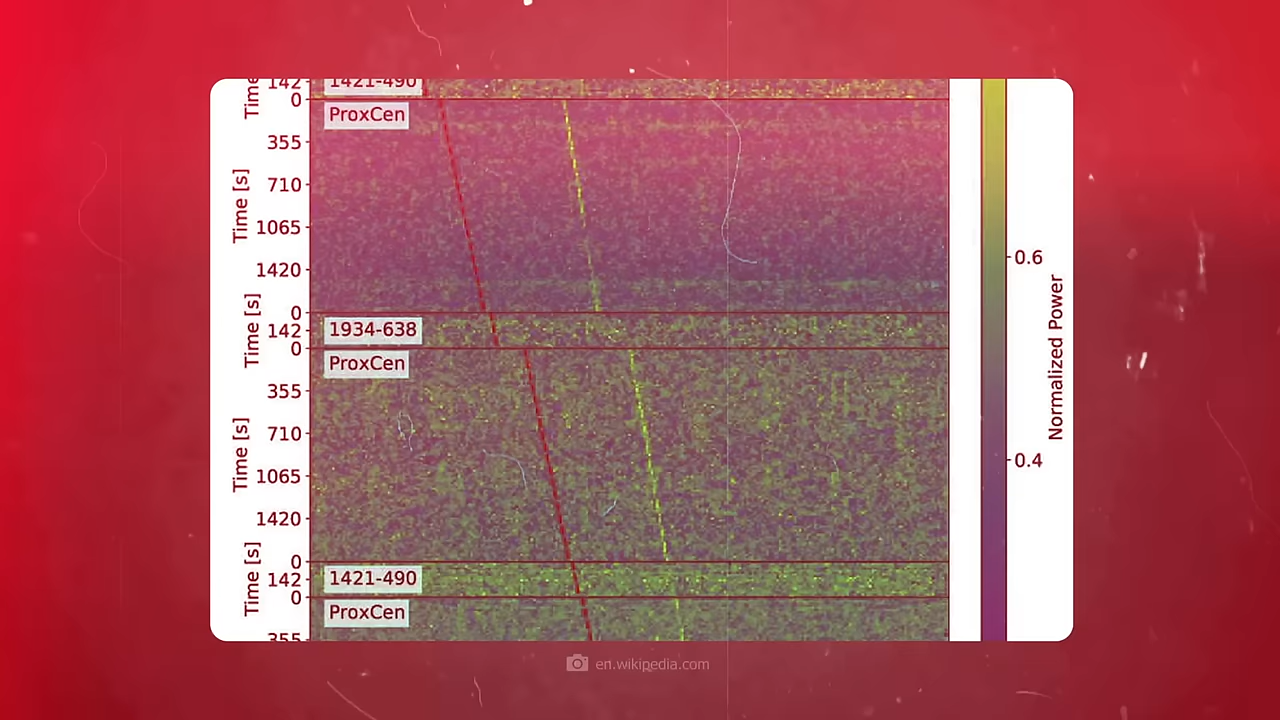 Time
142
1421-490
0
ProxCen
355
710
1065
1420
Time [s]
0
142
1934-638
Time [s]
0
ProxCen
355
710
1065
1420
Time [s]
0
142
1421-490
Time [s]
0
ProxCen
355
0.6
0.4
Normalized Power
en.wikipedia.com